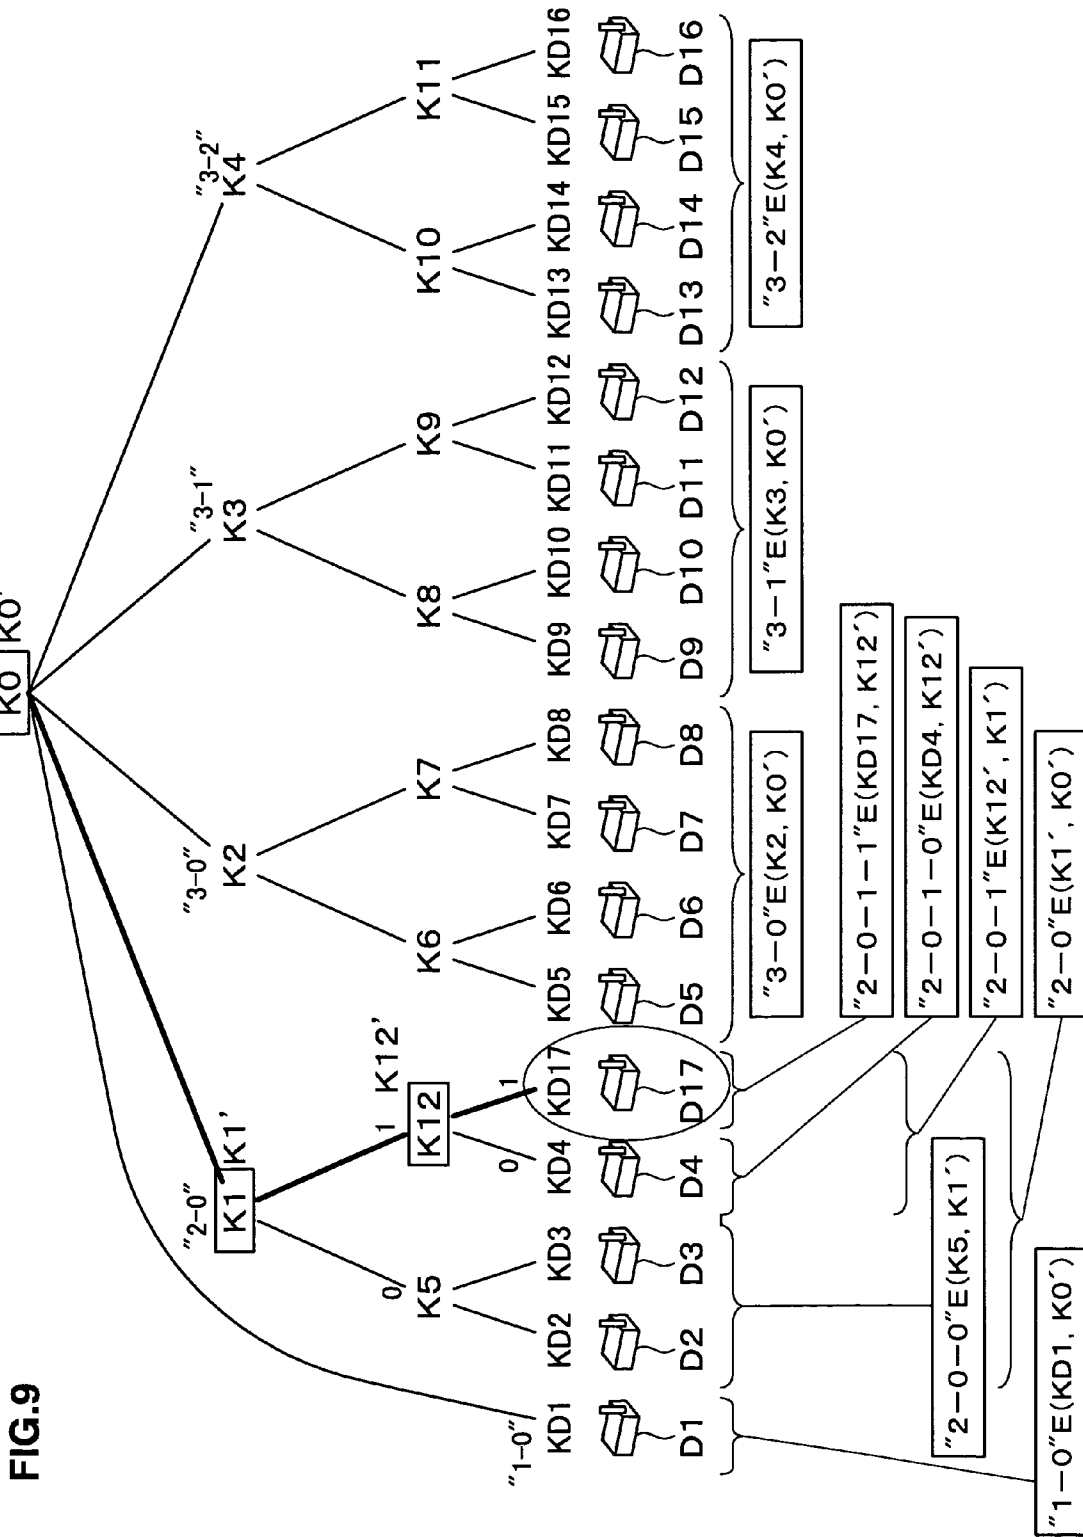 FIG.9
K0 K0'
"2-0"
K1 K1'
"3-0"
K2
"3-1"
K3
"3-2"
K4
0
K5
1
K12 K12'
K6
K7
K8
K9
K10
K11
0
1
"1-0"
KD1 KD2 KD3 KD4 KD17 KD5 KD6 KD7 KD8 KD9 KD10 KD11 KD12 KD13 KD14 KD15 KD16
D1 D2 D3 D4 D17 D5 D6 D7 D8 D9 D10 D11 D12 D13 D14 D15 D16
"3-0"E(K2, K0')
"3-1"E(K3, K0')
"3-2"E(K4, K0')
"2-0-1-1"E(KD17, K12')
"2-0-1-0"E(KD4, K12')
"2-0-0"E(K5, K1')
"2-0-1"E(K12', K1')
"1-0"E(KD1, K0')
"2-0"E(K1', K0')